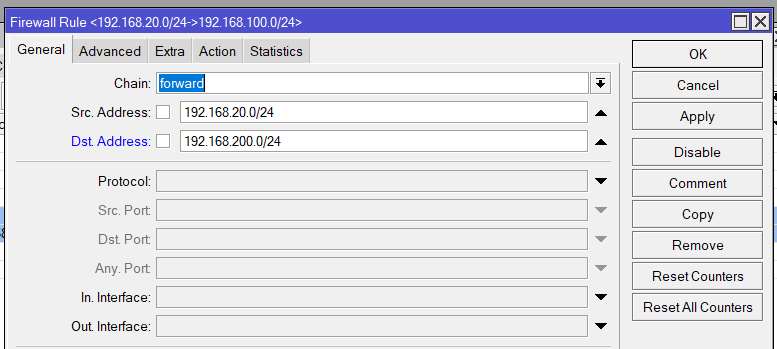 Firewall Rule <192.168.20.0/24->192.168.100.0/24>
General Advanced Extra Action Statistics
Chain: forward
Src. Address: 192.168.20.0/24
Dst. Address: 192.168.200.0/24
Protocol:
Src. Port:
Dst. Port:
Any. Port:
In. Interface:
Out. Interface:
OK
Cancel
Apply
Disable
Comment
Copy
Remove
Reset Counters
Reset All Counters